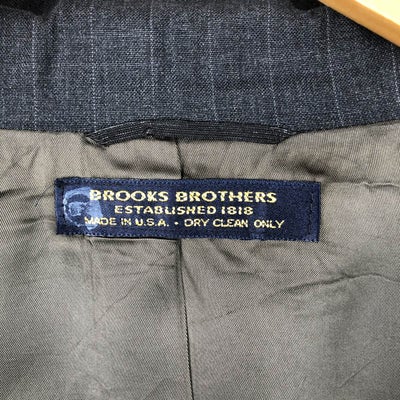 BROOKS BROTHERS
ESTABLISHED 1818
MADE IN U.S.A. • DRY CLEAN ONLY